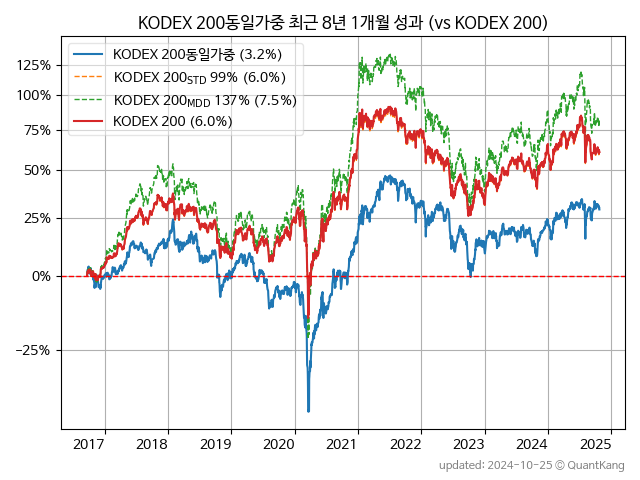 KODEX 200동일가중 최근 8년 1개월 성과 (vs KODEX 200)
KODEX 200동일가중 (3.2%)
KODEX 200STD 99% (6.0%)
KODEX 200MDD 137% (7.5%)
KODEX 200 (6.0%)
125%
100%
75%
50%
25%
0%
−25%
2017 2018 2019 2020 2021 2022 2023 2024 2025
updated: 2024-10-25 © QuantKang